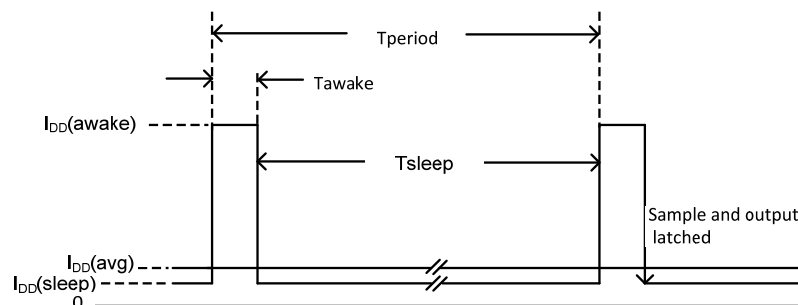 Tperiod
Tawake
IDD(awake)
Tsleep
Sample and output
latched
IDD(avg)
IDD(sleep)
0